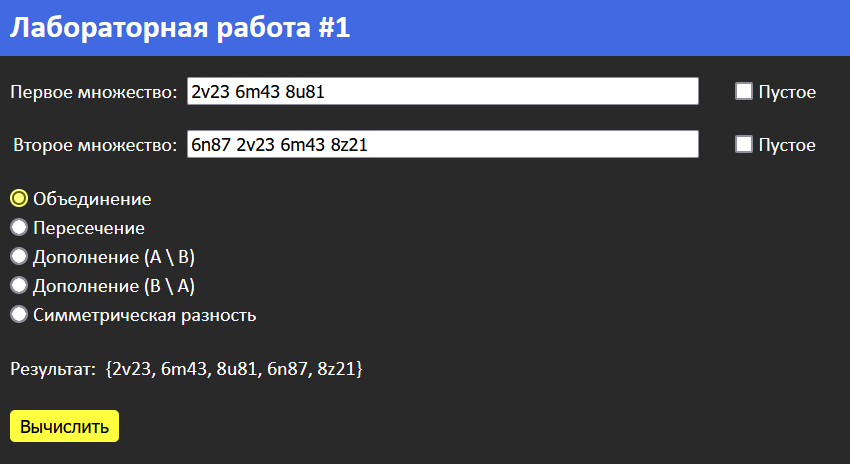 Лабораторная работа #1
Первое множество: 2v23 6m43 8u81 Пустое
Второе множество: 6n87 2v23 6m43 8z21 Пустое
Объединение
Пересечение
Дополнение (A \ B)
Дополнение (B \ A)
Симметрическая разность
Результат: {2v23, 6m43, 8u81, 6n87, 8z21}
Вычислить